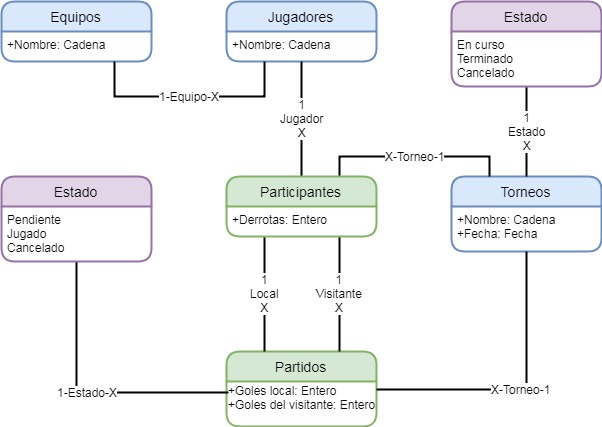 Equipos
+Nombre: Cadena
Jugadores
+Nombre: Cadena
Estado
En curso
Terminado
Cancelado
1-Equipo-X
1
Jugador
X
1
Estado
X
X-Torneo-1
Estado
Pendiente
Jugado
Cancelado
Participantes
+Derrotas: Entero
Torneos
+Nombre: Cadena
+Fecha: Fecha
1
Local
X
1
Visitante
X
Partidos
+Goles local: Entero
+Goles del visitante: Entero
1-Estado-X
X-Torneo-1